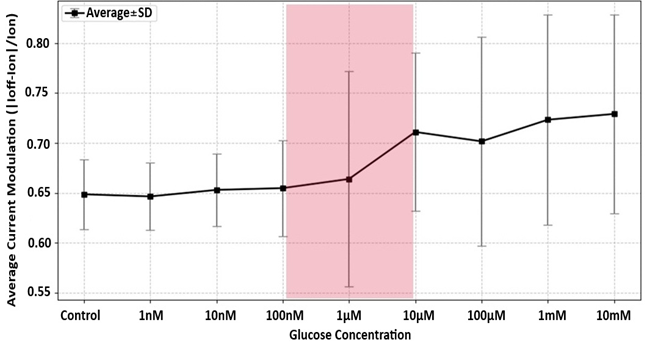 Average±SD
Average Current Modulation (|Ioff-Ion|/Ion)
0.80
0.75
0.70
0.65
0.60
0.55
Control 1nM 10nM 100nM 1µM 10µM 100µM 1mM 10mM
Glucose Concentration